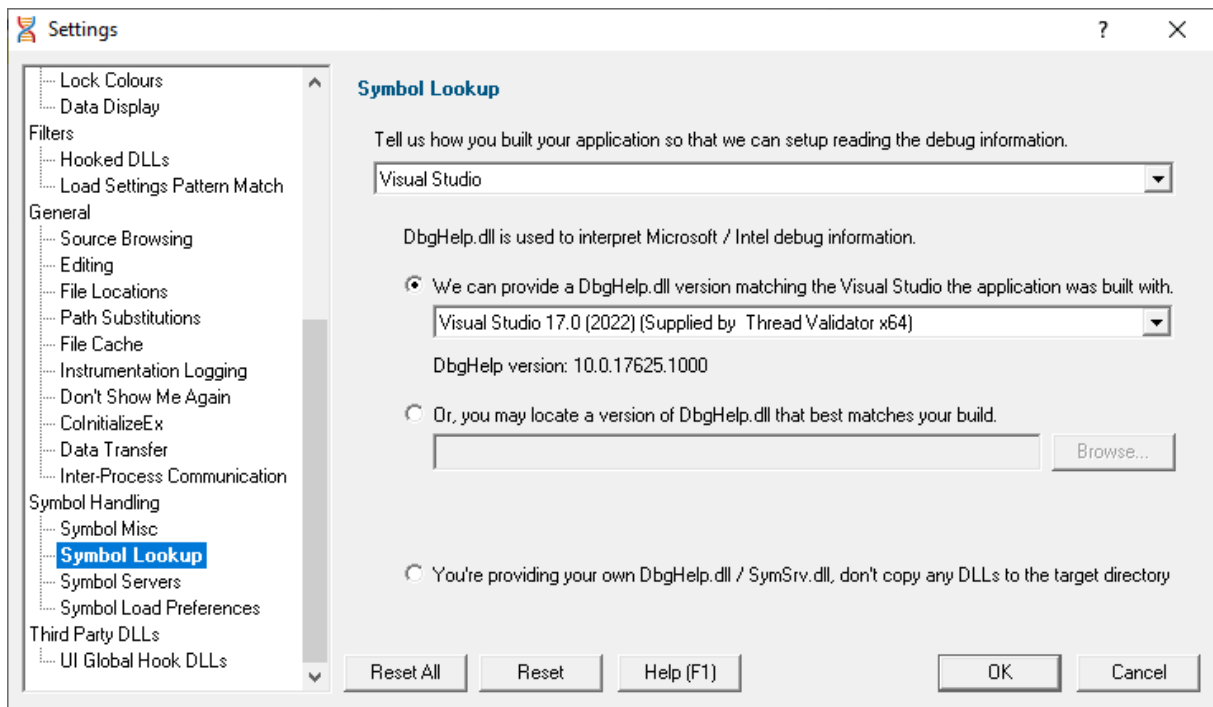 Settings
?
Lock Colours
Data Display
Filters
Hooked DLLs
Load Settings Pattern Match
General
Source Browsing
Editing
File Locations
Path Substitutions
File Cache
Instrumentation Logging
Don't Show Me Again
CoInitializeEx
Data Transfer
Inter-Process Communication
Symbol Handling
Symbol Misc
Symbol Lookup
Symbol Servers
Symbol Load Preferences
Third Party DLLs
UI Global Hook DLLs
Symbol Lookup
Tell us how you built your application so that we can setup reading the debug information.
Visual Studio
DbgHelp.dll is used to interpret Microsoft / Intel debug information.
We can provide a DbgHelp.dll version matching the Visual Studio the application was built with.
Visual Studio 17.0 (2022) (Supplied by  Thread Validator x64)
DbgHelp version: 10.0.17625.1000
Or, you may locate a version of DbgHelp.dll that best matches your build.
Browse...
You're providing your own DbgHelp.dll / SymSrv.dll, don't copy any DLLs to the target directory
Reset All
Reset
Help (F1)
OK
Cancel